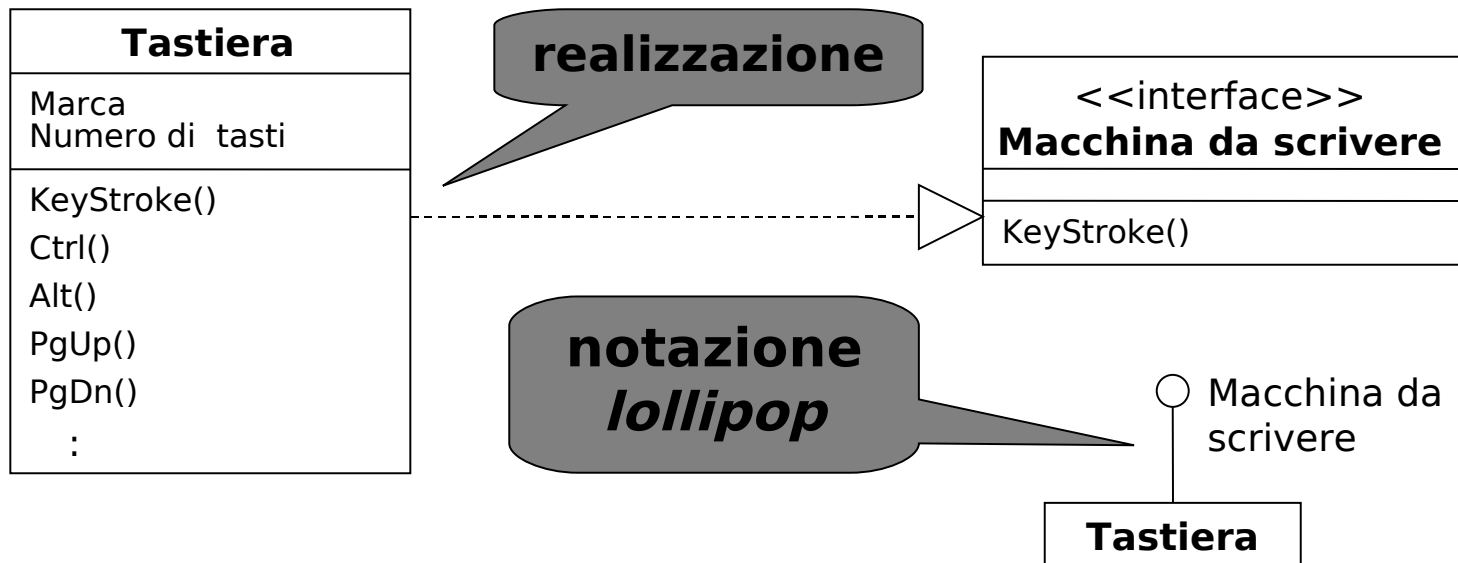 Tastiera
Marca
Numero di  tasti
KeyStroke()
Ctrl()
Alt()
PgUp()
PgDn()
:
realizzazione
<<interface>>
Macchina da scrivere
KeyStroke()
notazione
lollipop
Macchina da
scrivere
Tastiera